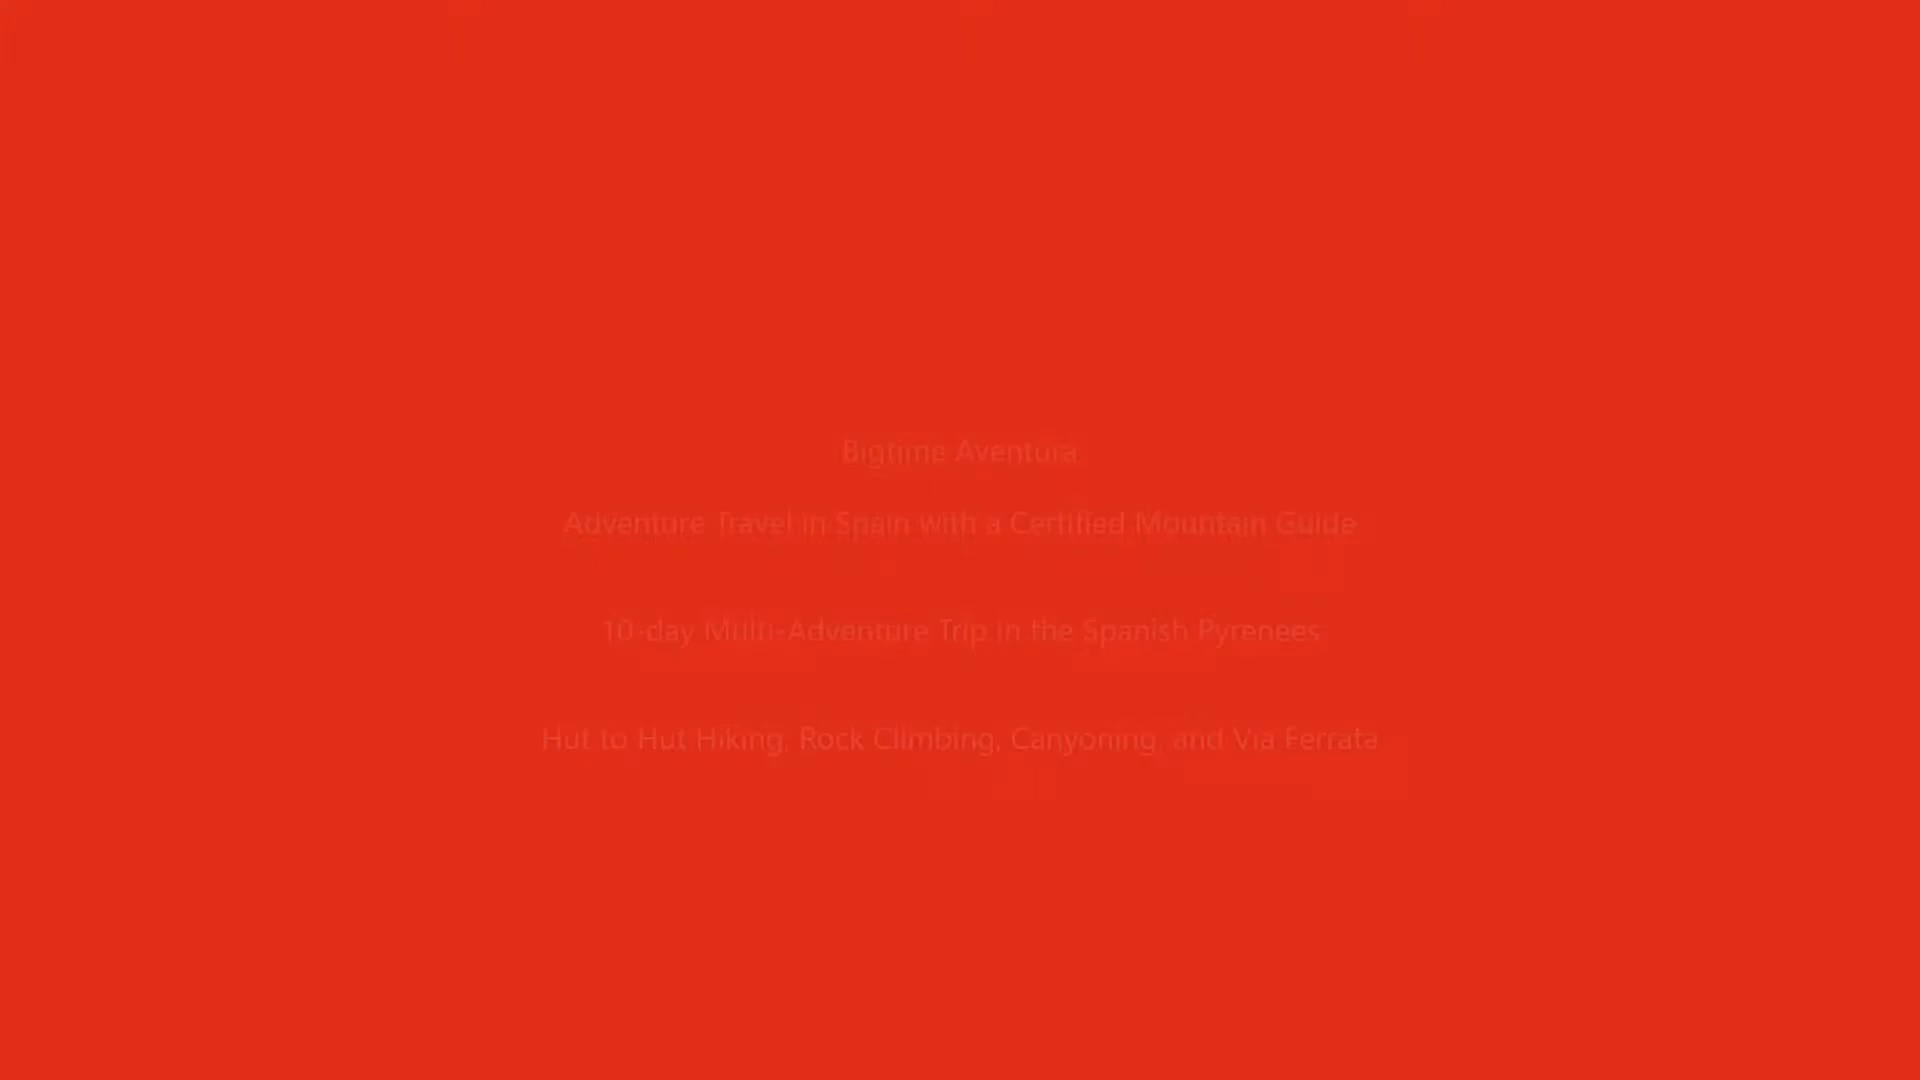 Bigtime Aventura
Adventure Travel in Spain with a Certified Mountain Guide
10-day Multi-Adventure Trip in the Spanish Pyrenees
Hut to Hut Hiking, Rock Climbing, Canyoning, and Via Ferrata